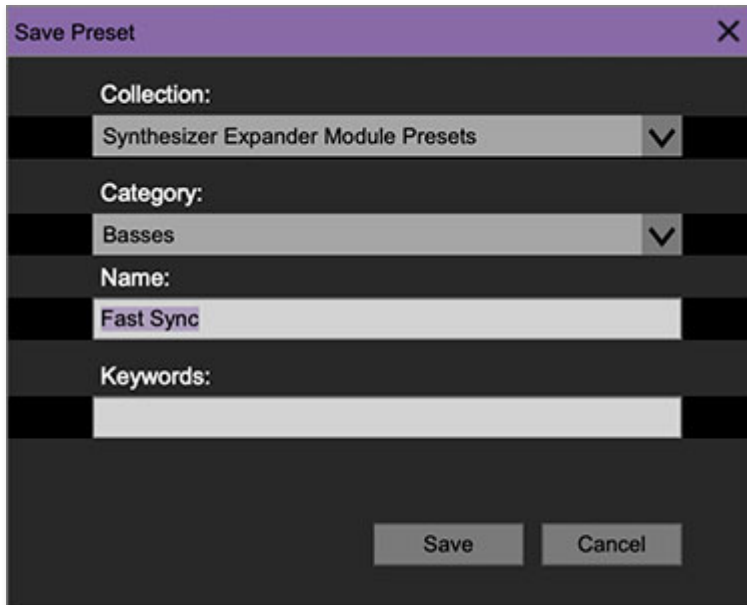 Save Preset
Collection:
Synthesizer Expander Module Presets
Category:
Basses
Name:
Fast Sync
Keywords:
Save Cancel